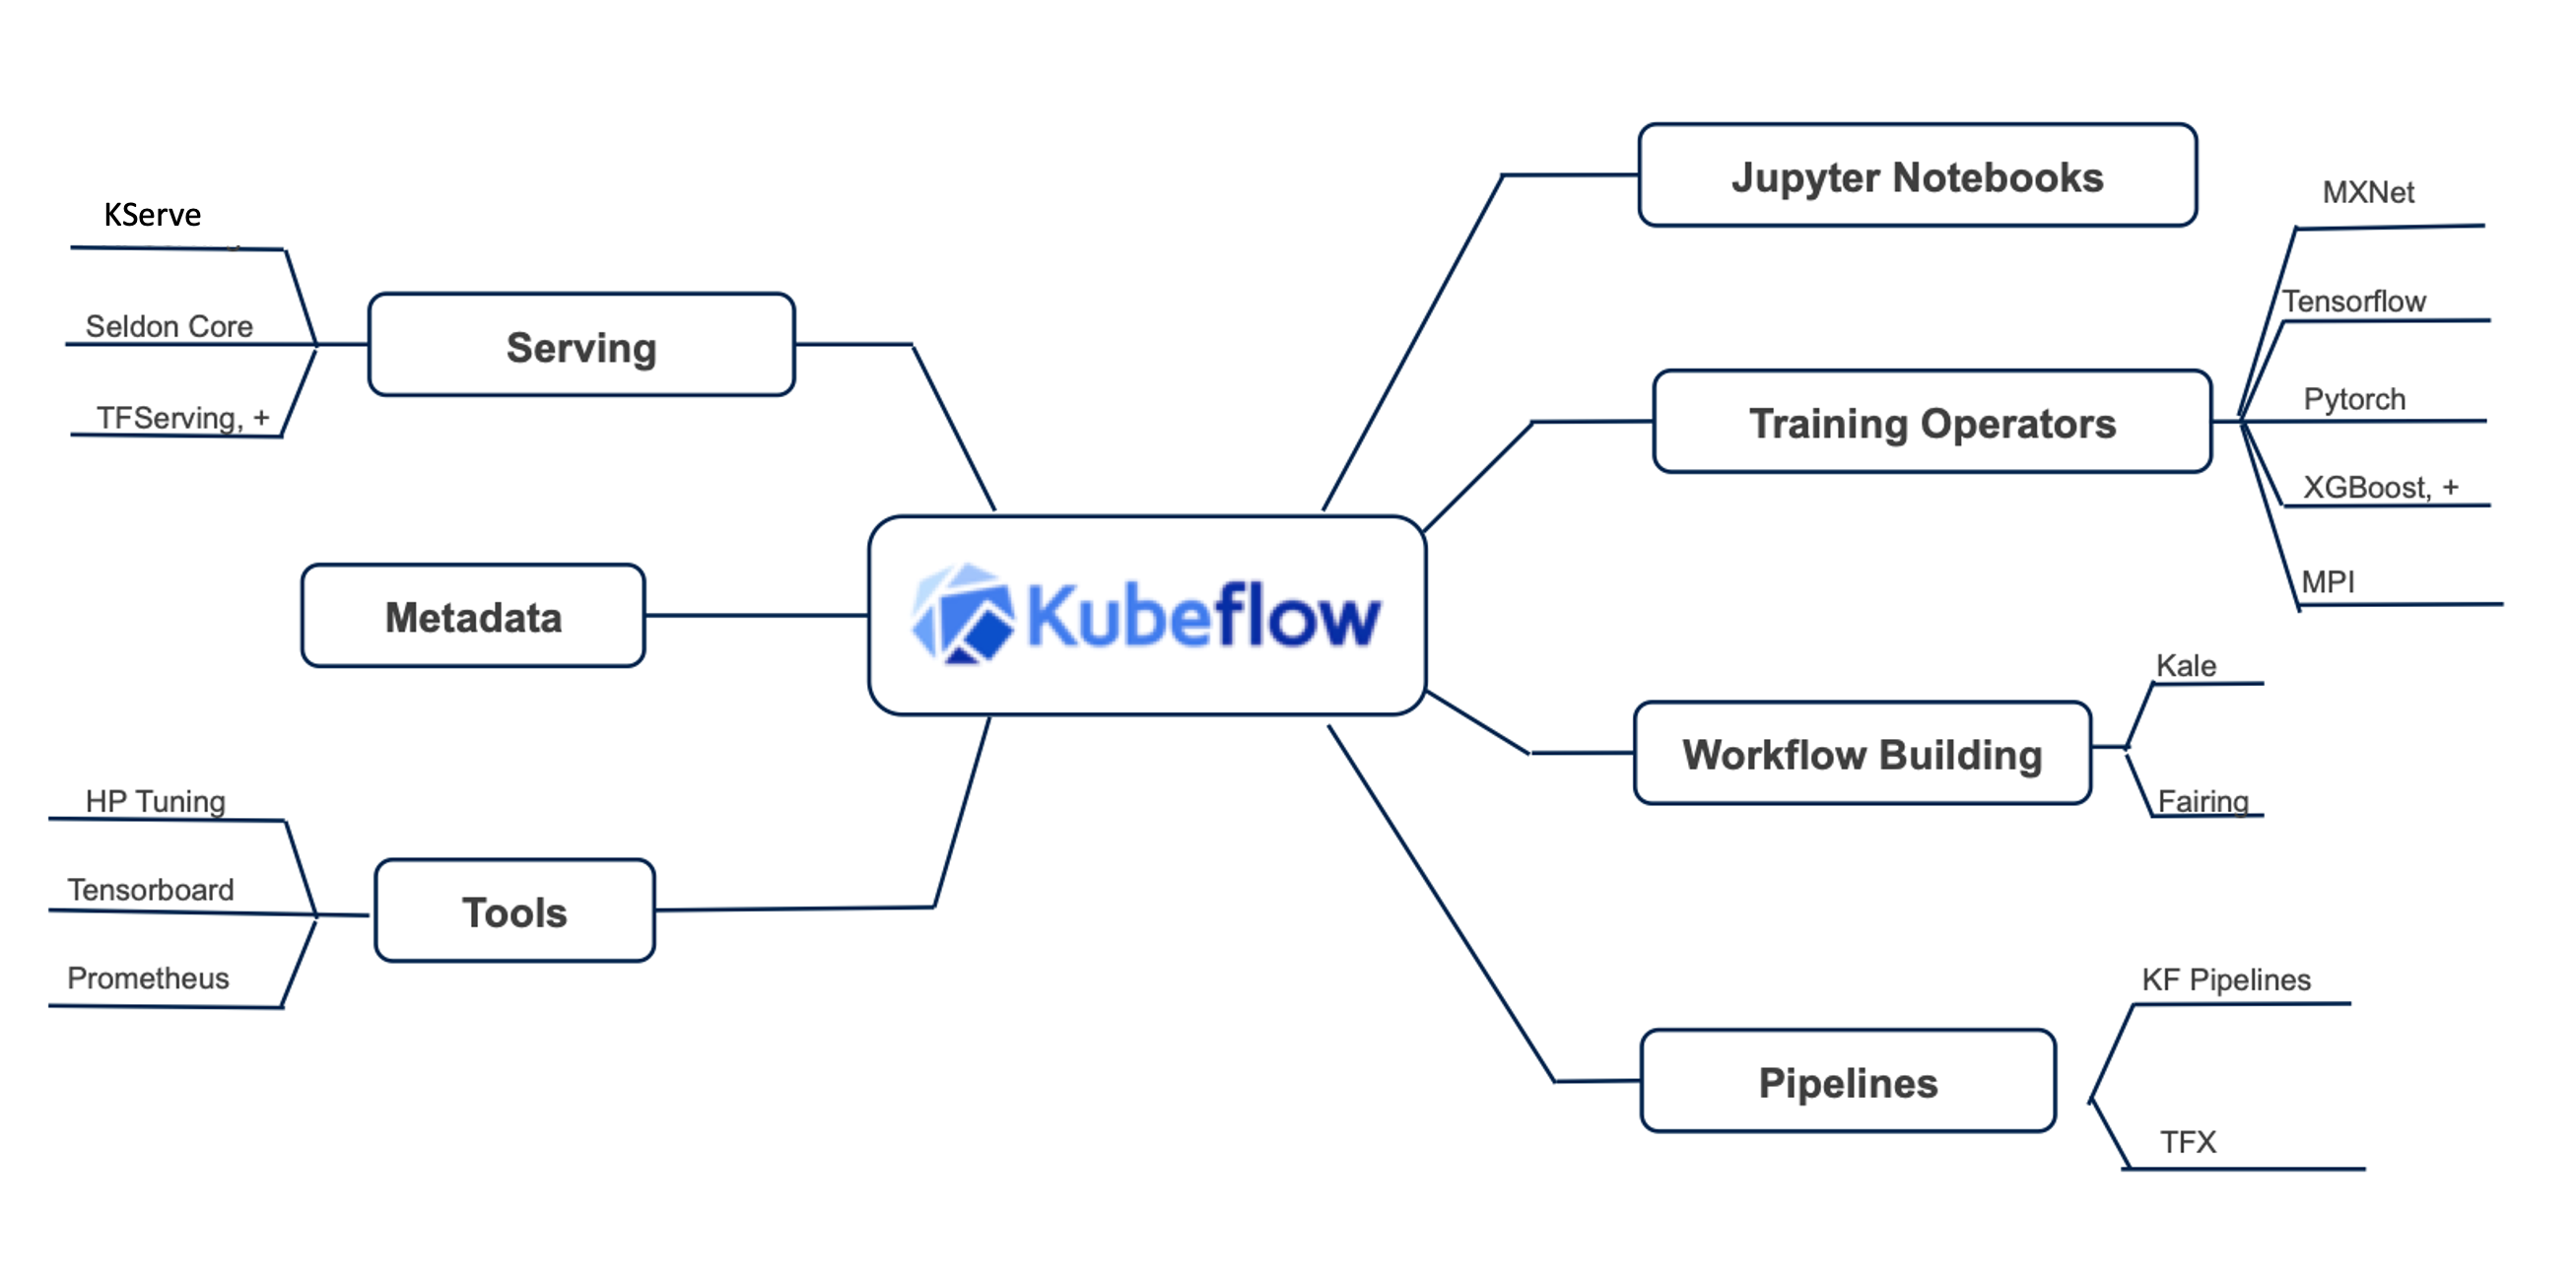 KServe
Seldon Core
TFServing, +
Serving
Metadata
HP Tuning
Tensorboard
Prometheus
Tools
Kubeflow
Jupyter Notebooks
Training Operators
MXNet
Tensorflow
Pytorch
XGBoost, +
MPI
Workflow Building
Kale
Fairing
Pipelines
KF Pipelines
TFX